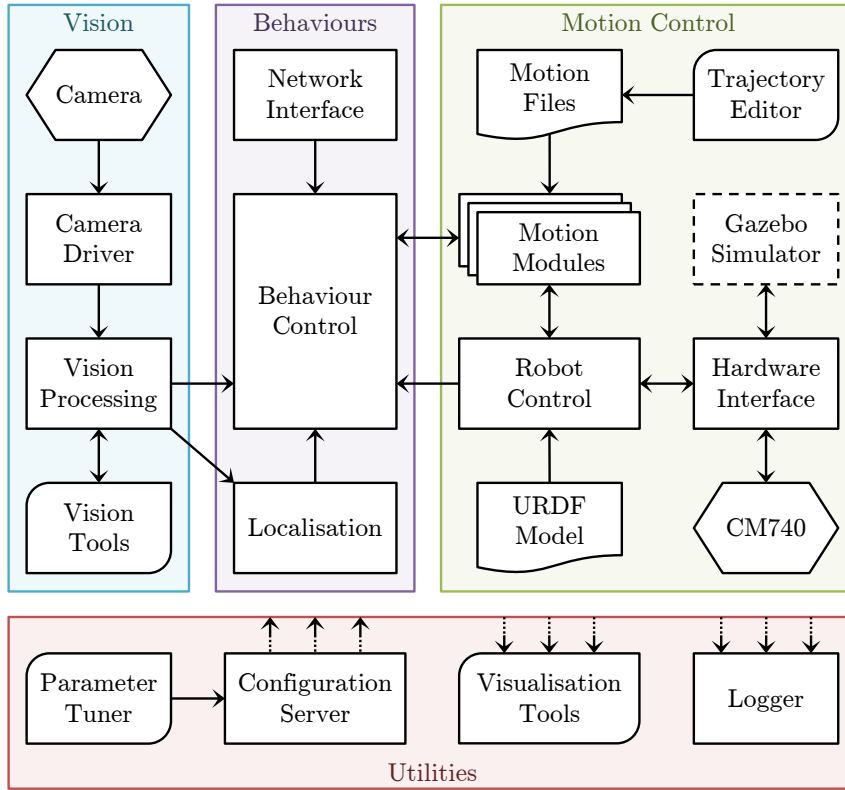 Vision
Behaviours
Motion Control
Camera
Network
Interface
Motion
Files
Trajectory
Editor
Camera
Driver
Behaviour
Control
Motion
Modules
Gazebo
Simulator
Vision
Processing
Robot
Control
Hardware
Interface
Vision
Tools
Localisation
URDF
Model
CM740
Parameter
Tuner
Configuration
Server
Visualisation
Tools
Logger
Utilities